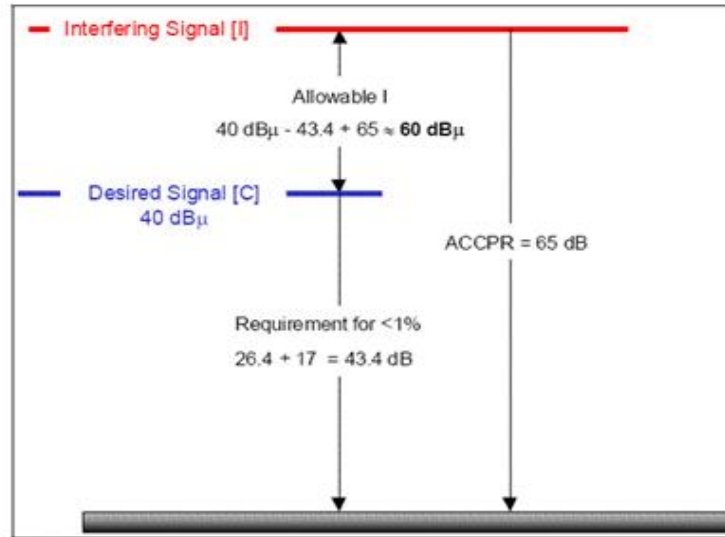 Interfering Signal [I]
Allowable I
40 dBμ - 43.4 + 65 ≈ 60 dBμ
Desired Signal [C]
40 dBμ
ACCPR = 65 dB
Requirement for <1%
26.4 + 17 = 43.4 dB